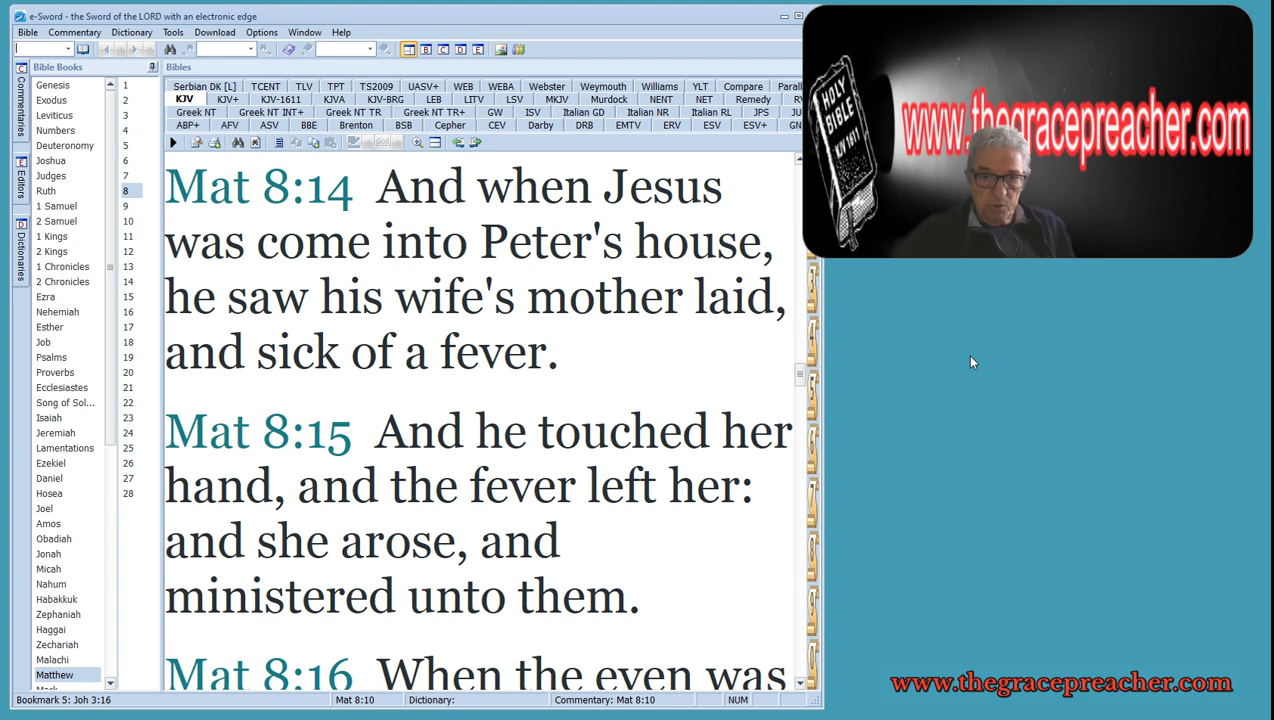 e-Sword - the Sword of the LORD with an electronic edge
Bible Commentary Dictionary Tools Download Options Window Help
B C D E
Bible Books
Bibles
Commentaries
Editors
Dictionaries
Genesis
Exodus
Leviticus
Numbers
Deuteronomy
Joshua
Judges
Ruth
1 Samuel
2 Samuel
1 Kings
2 Kings
1 Chronicles
2 Chronicles
Ezra
Nehemiah
Esther
Job
Psalms
Proverbs
Ecclesiastes
Song of Sol...
Isaiah
Jeremiah
Lamentations
Ezekiel
Daniel
Hosea
Joel
Amos
Obadiah
Jonah
Micah
Nahum
Habakkuk
Zephaniah
Haggai
Zechariah
Malachi
Matthew
1
2
3
4
5
6
7
8
9
10
11
12
13
14
15
16
17
18
19
20
21
22
23
24
25
26
27
28
Serbian DK [L] TCENT TLV TPT TS2009 UASV+ WEB WEBA Webster Weymouth Williams YLT Compare Parall
KJV KJV+ KJV-1611 KJVA KJV-BRG LEB LITV LSV MKJV Murdock NENT NET Remedy RV
Greek NT Greek NT INT+ Greek NT TR Greek NT TR+ GW ISV Italian GD Italian NR Italian RL JPS JU
ABP+ AFV ASV BBE Brenton BSB Cepher CEV Darby DRB EMTV ERV ESV ESV+ GN
Mat 8:14 And when Jesus
was come into Peter's house,
he saw his wife's mother laid,
and sick of a fever.
Mat 8:15 And he touched her
hand, and the fever left her:
and she arose, and
ministered unto them.
Mat 8:16 When the even was
Bookmark 5: Joh 3:16 Mat 8:10 Dictionary: Commentary: Mat 8:10 NUM
HOLY
BIBLE
KJV 1611
www.thegracepreacher.com
www.thegracepreacher.com